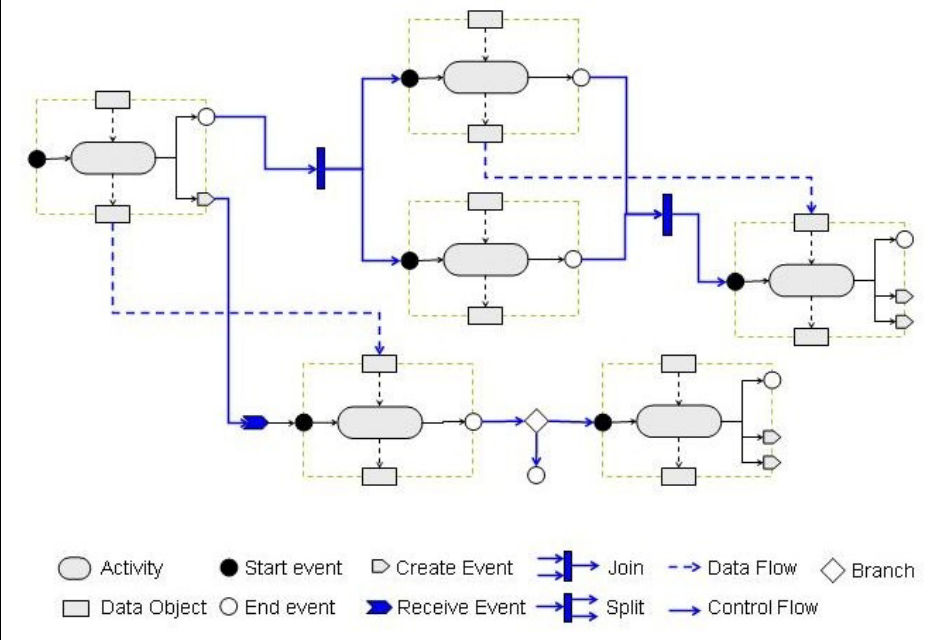 Activity Start event Create Event Join Data Flow Branch
Data Object End event Receive Event Split Control Flow